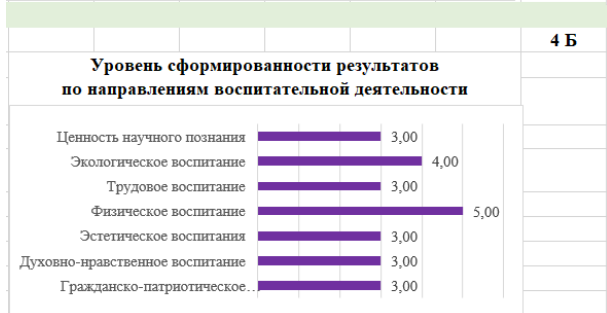 4 Б
Уровень сформированности результатов
по направлениям воспитательной деятельности
Ценность научного познания 3,00
Экологическое воспитание 4,00
Трудовое воспитание 3,00
Физическое воспитание 5,00
Эстетическое воспитания 3,00
Духовно-нравственное воспитание 3,00
Гражданско-патриотическое… 3,00